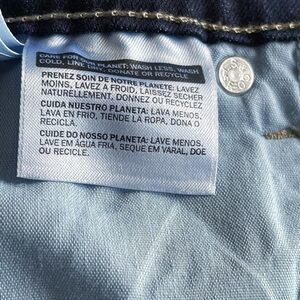 CARE FOR OUR PLANET: WASH LESS, WASH
COLD, LINE DRY, DONATE OR RECYCLE
PRENEZ SOIN DE NOTRE PLANETE: LAVEZ
MOINS, LAVEZ A FROID, LAISSEZ SECHER
NATURELLEMENT, DONNEZ OU RECYCLEZ
CUIDA NUESTRO PLANETA: LAVA MENOS,
LAVA EN FRIO, TIENDE LA ROPA, DONA O
RECICLA.
CUIDE DO NOSSO PLANETA: LAVE MENOS,
LAVE EM ÁGUA FRIA, SEQUE EM VARAL, DOE
OU RECICLE.